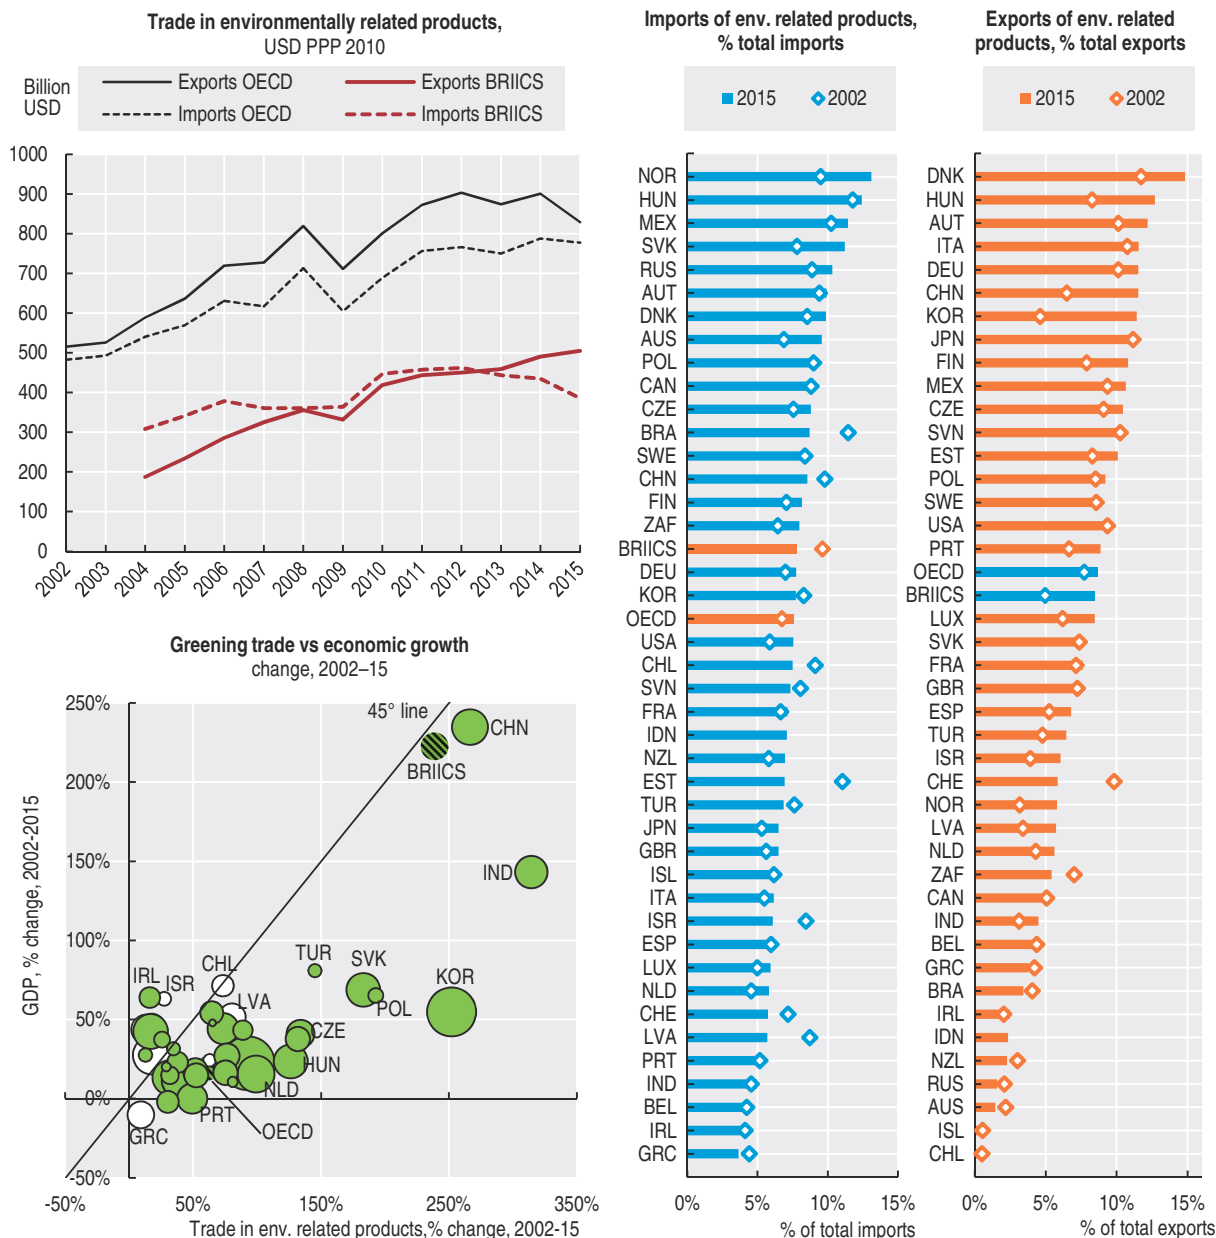 Trade in environmentally related products,
USD PPP 2010
Billion
USD
Exports OECD
Exports BRIICS
Imports OECD
Imports BRIICS
1000
900
800
700
600
500
400
300
200
100
0
2002
2003
2004
2005
2006
2007
2008
2009
2010
2011
2012
2013
2014
2015
Greening trade vs economic growth
change, 2002–15
GDP, % change, 2002-2015
250%
200%
150%
100%
50%
0%
-50%
45° line
CHN
BRIICS
IND
TUR
SVK
KOR
POL
CHL
IRL
ISR
LVA
CZE
HUN
NLD
PRT
OECD
GRC
-50%
50%
150%
250%
350%
Trade in env. related products,% change, 2002-15
Imports of env. related products,
% total imports
2015
2002
NOR
HUN
MEX
SVK
RUS
AUT
DNK
AUS
POL
CAN
CZE
BRA
SWE
CHN
FIN
ZAF
BRIICS
DEU
KOR
OECD
USA
CHL
SVN
FRA
IDN
NZL
EST
TUR
JPN
GBR
ISL
ITA
ISR
ESP
LUX
NLD
CHE
LVA
PRT
IND
BEL
IRL
GRC
0%
5%
10%
15%
% of total imports
Exports of env. related
products, % total exports
2015
2002
DNK
HUN
AUT
ITA
DEU
CHN
KOR
JPN
FIN
MEX
CZE
SVN
EST
POL
SWE
USA
PRT
OECD
BRIICS
LUX
SVK
FRA
GBR
ESP
TUR
ISR
CHE
NOR
LVA
NLD
ZAF
CAN
IND
BEL
GRC
BRA
IRL
IDN
NZL
RUS
AUS
ISL
CHL
0%
5%
10%
15%
% of total exports